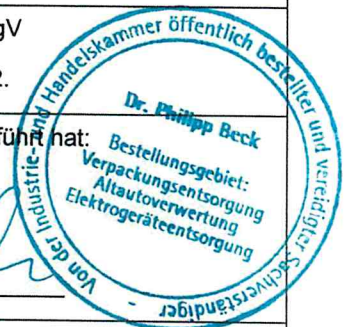 gV
2.
führt hat:
Von der Industrie- und Handelskammer öffentlich bestellter und vereidigter Sachverständiger
Dr. Philipp Beck
Bestellungsgebiet:
Verpackungsentsorgung
Altautoverwertung
Elektrogeräteentsorgung